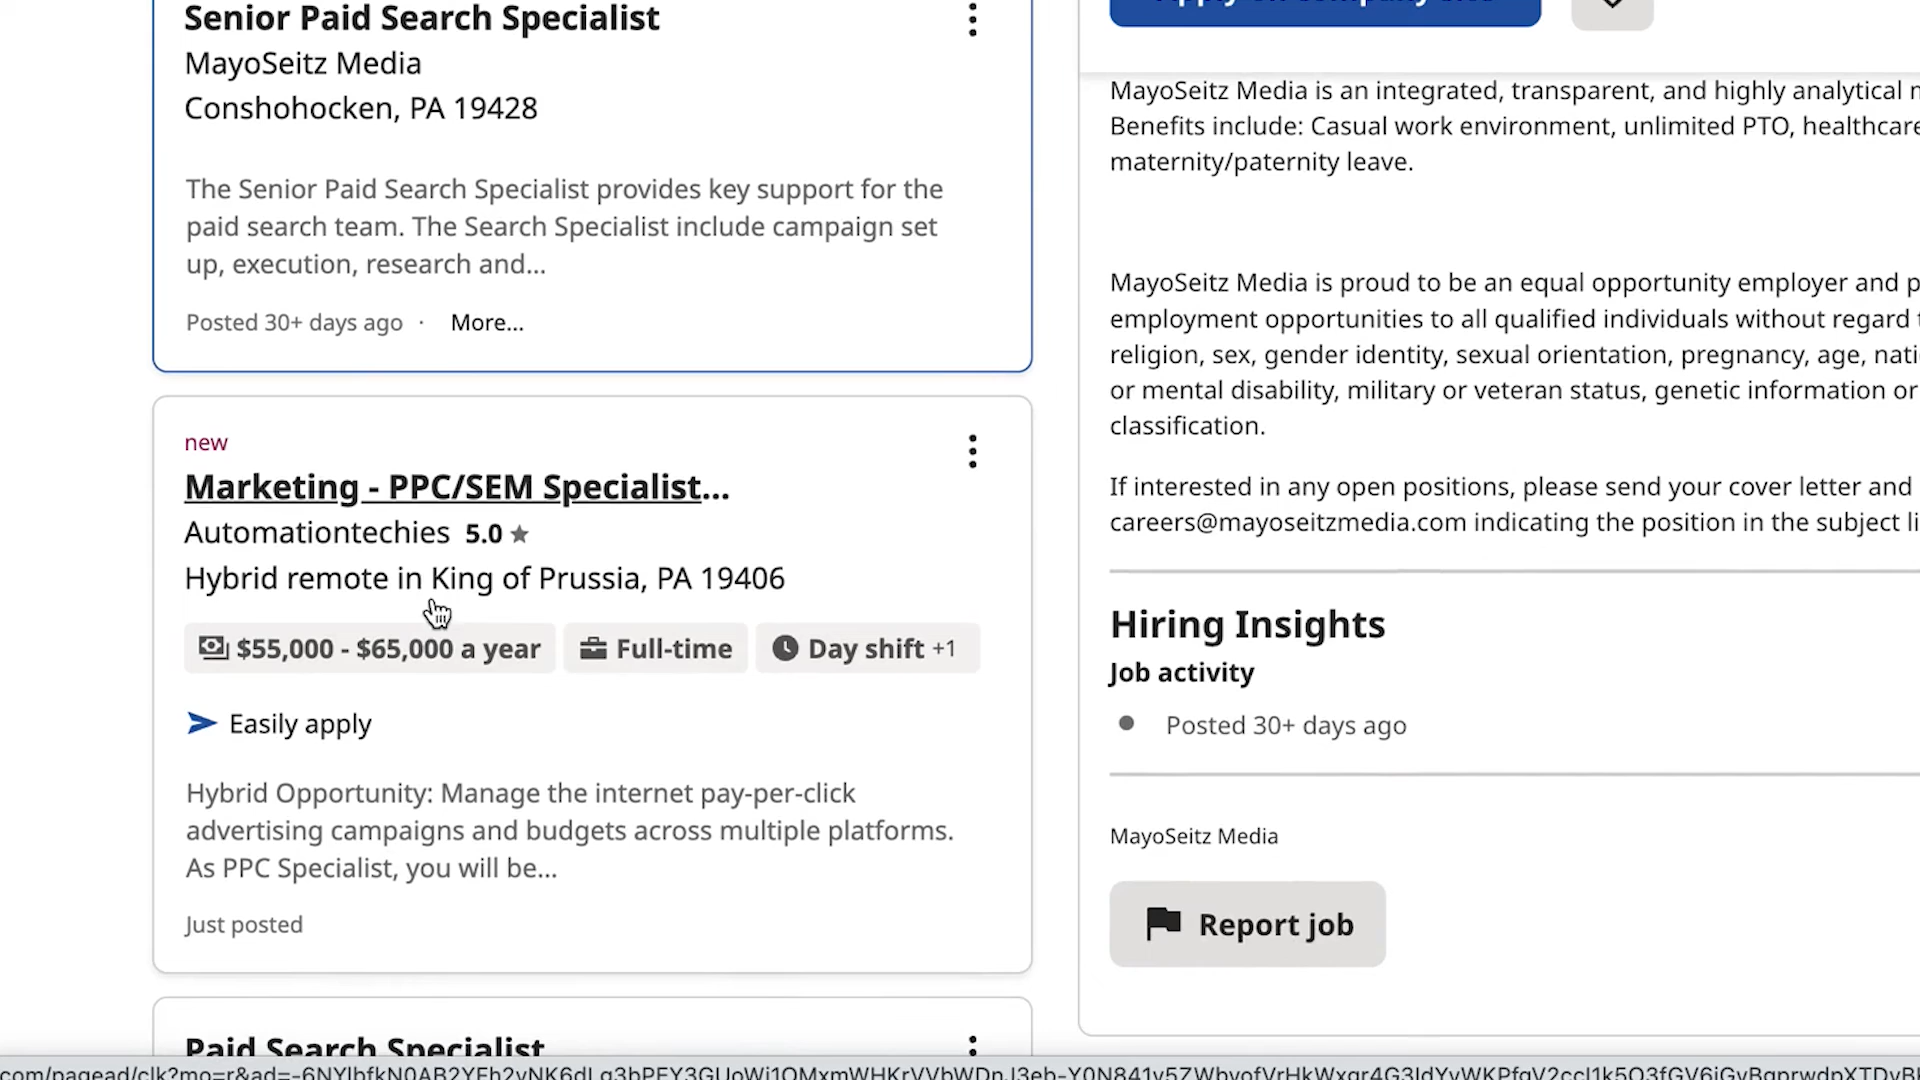 Senior Paid Search Specialist
MayoSeitz Media
Conshohocken, PA 19428
The Senior Paid Search Specialist provides key support for the
paid search team. The Search Specialist include campaign set
up, execution, research and...
Posted 30+ days ago · More...
new
Marketing - PPC/SEM Specialist...
Automationtechies 5.0
Hybrid remote in King of Prussia, PA 19406
$55,000 - $65,000 a year
Full-time
Day shift +1
Easily apply
Hybrid Opportunity: Manage the internet pay-per-click
advertising campaigns and budgets across multiple platforms.
As PPC Specialist, you will be...
Just posted
Paid Search Specialist
MayoSeitz Media is an integrated, transparent, and highly analytical
Benefits include: Casual work environment, unlimited PTO, healthcare
maternity/paternity leave.
MayoSeitz Media is proud to be an equal opportunity employer and
employment opportunities to all qualified individuals without regard
religion, sex, gender identity, sexual orientation, pregnancy, age,
or mental disability, military or veteran status, genetic information or
classification.
If interested in any open positions, please send your cover letter and
careers@mayoseitzmedia.com indicating the position in the subject
Hiring Insights
Job activity
Posted 30+ days ago
MayoSeitz Media
Report job